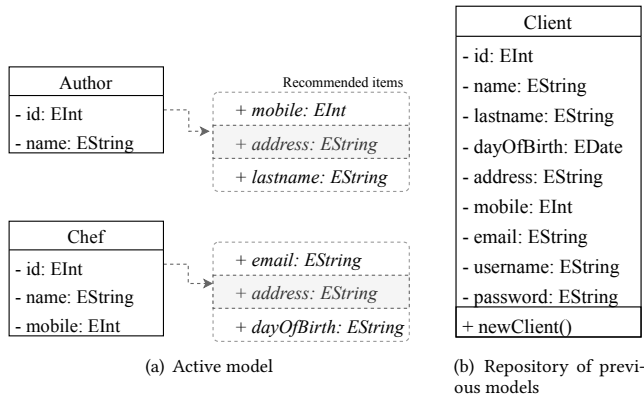 Author
- id: EInt
- name: EString
Recommended items
+ mobile: EInt
+ address: EString
+ lastname: EString
Chef
- id: EInt
- name: EString
- mobile: EInt
+ email: EString
+ address: EString
+ dayOfBirth: EString
(a) Active model
Client
- id: EInt
- name: EString
- lastname: EString
- dayOfBirth: EDate
- address: EString
- mobile: EInt
- email: EString
- username: EString
- password: EString
+ newClient()
(b) Repository of previ-
ous models